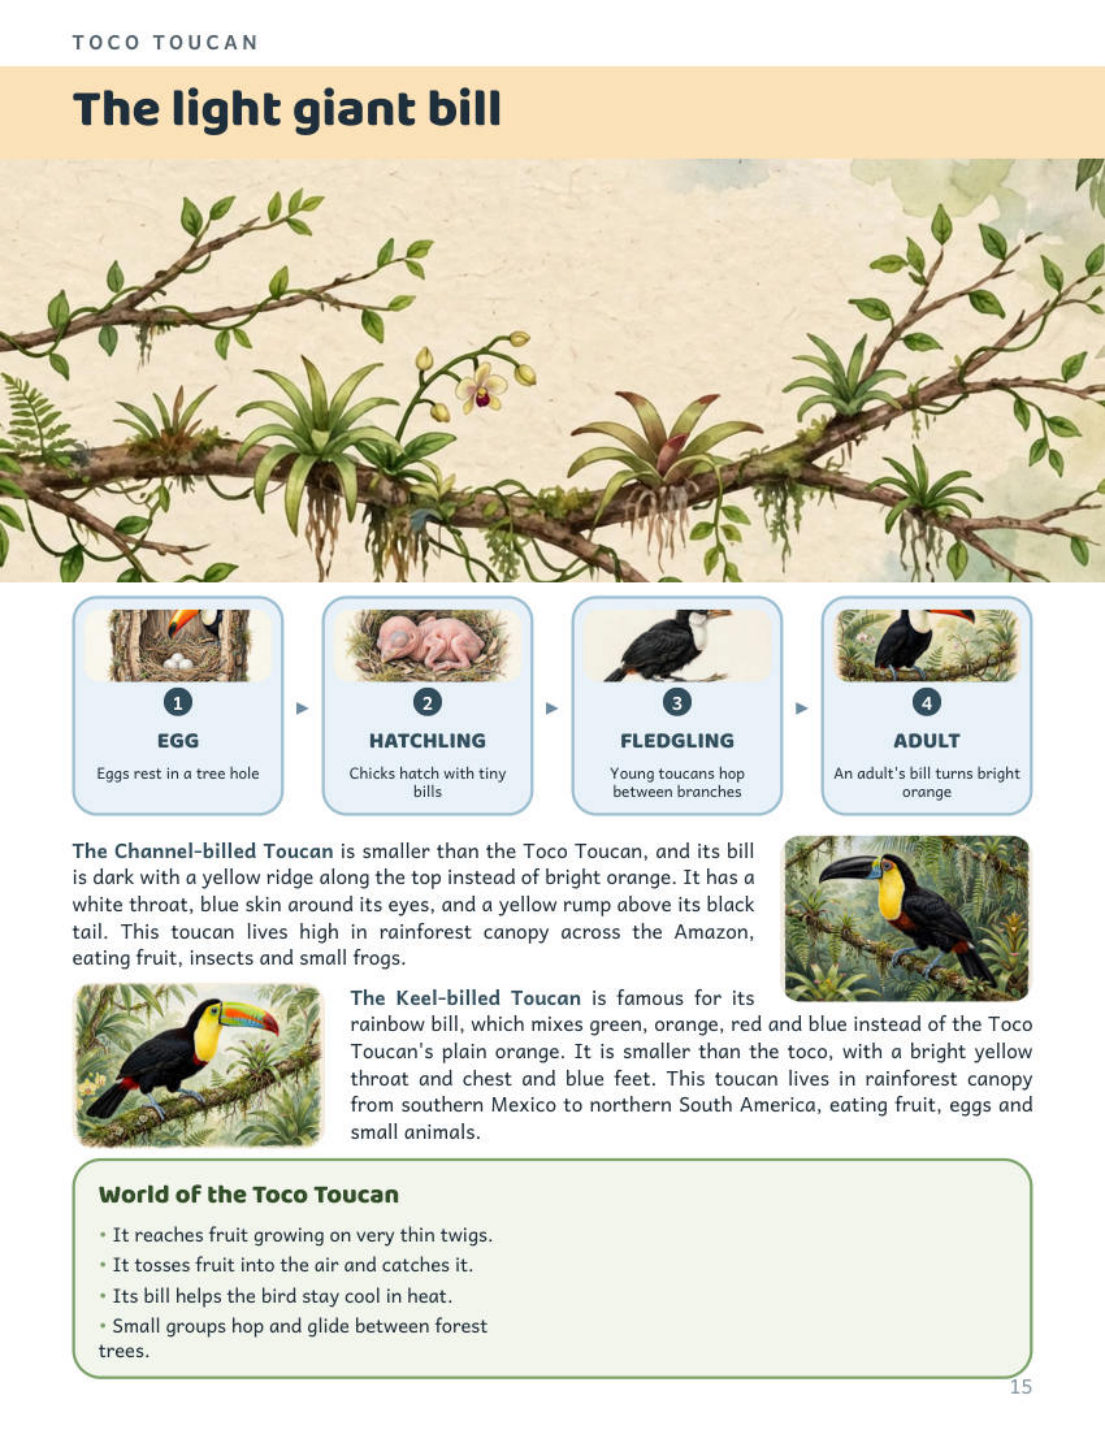 TOCO TOUCAN
The light giant bill
1
EGG
Eggs rest in a tree hole
2
HATCHLING
Chicks hatch with tiny
bills
3
FLEDGLING
Young toucans hop
between branches
4
ADULT
An adult's bill turns bright
orange
The Channel-billed Toucan is smaller than the Toco Toucan, and its bill
is dark with a yellow ridge along the top instead of bright orange. It has a
white throat, blue skin around its eyes, and a yellow rump above its black
tail. This toucan lives high in rainforest canopy across the Amazon,
eating fruit, insects and small frogs.
The Keel-billed Toucan is famous for its
rainbow bill, which mixes green, orange, red and blue instead of the Toco
Toucan's plain orange. It is smaller than the toco, with a bright yellow
throat and chest and blue feet. This toucan lives in rainforest canopy
from southern Mexico to northern South America, eating fruit, eggs and
small animals.
World of the Toco Toucan
• It reaches fruit growing on very thin twigs.
• It tosses fruit into the air and catches it.
• Its bill helps the bird stay cool in heat.
• Small groups hop and glide between forest
trees.
15